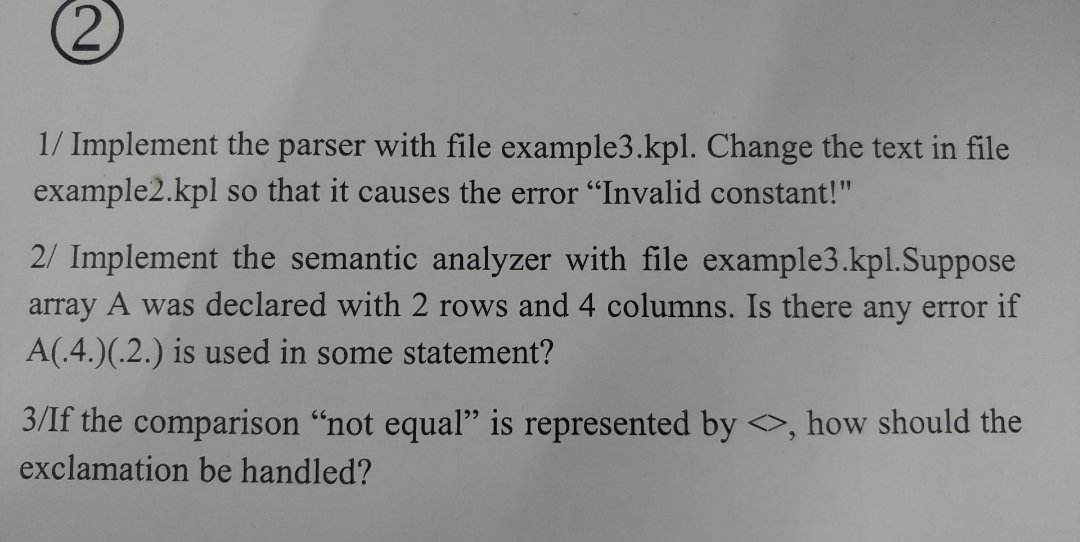 ②
1/ Implement the parser with file example3.kpl. Change the text in file
example2.kpl so that it causes the error “Invalid constant!"
2/ Implement the semantic analyzer with file example3.kpl.Suppose
array A was declared with 2 rows and 4 columns. Is there any error if
A(.4.)(.2.) is used in some statement?
3/If the comparison “not equal” is represented by <>, how should the
exclamation be handled?